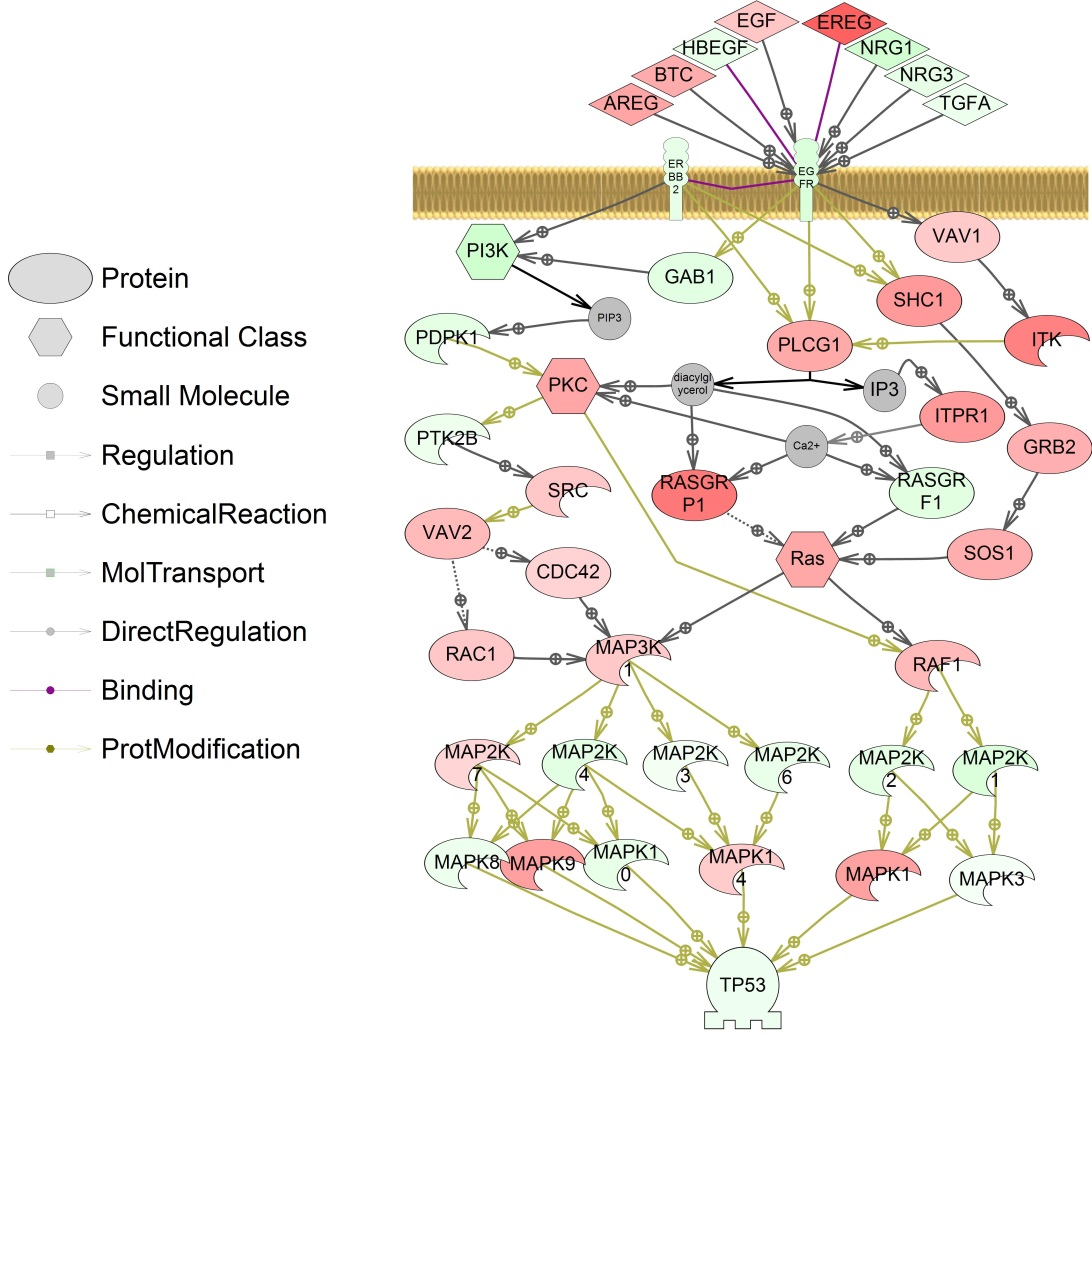 EGF
EREG
HBEGF
NRG1
BTC
NRG3
AREG
TGFA
ER
BB
2
EG
FR
VAV1
PI3K
GAB1
SHC1
PIP3
PDPK1
PLCG1
ITK
PKC
diacylgl
ycerol
IP3
ITPR1
PTK2B
Ca2+
GRB2
SRC
RASGR
P1
RASGR
F1
VAV2
CDC42
Ras
SOS1
RAC1
MAP3K
1
RAF1
MAP2K
7
MAP2K
4
MAP2K
3
MAP2K
6
MAP2K
2
MAP2K
1
MAPK8
MAPK9
MAPK1
0
MAPK1
4
MAPK1
MAPK3
TP53
Protein
Functional Class
Small Molecule
Regulation
ChemicalReaction
MolTransport
DirectRegulation
Binding
ProtModification